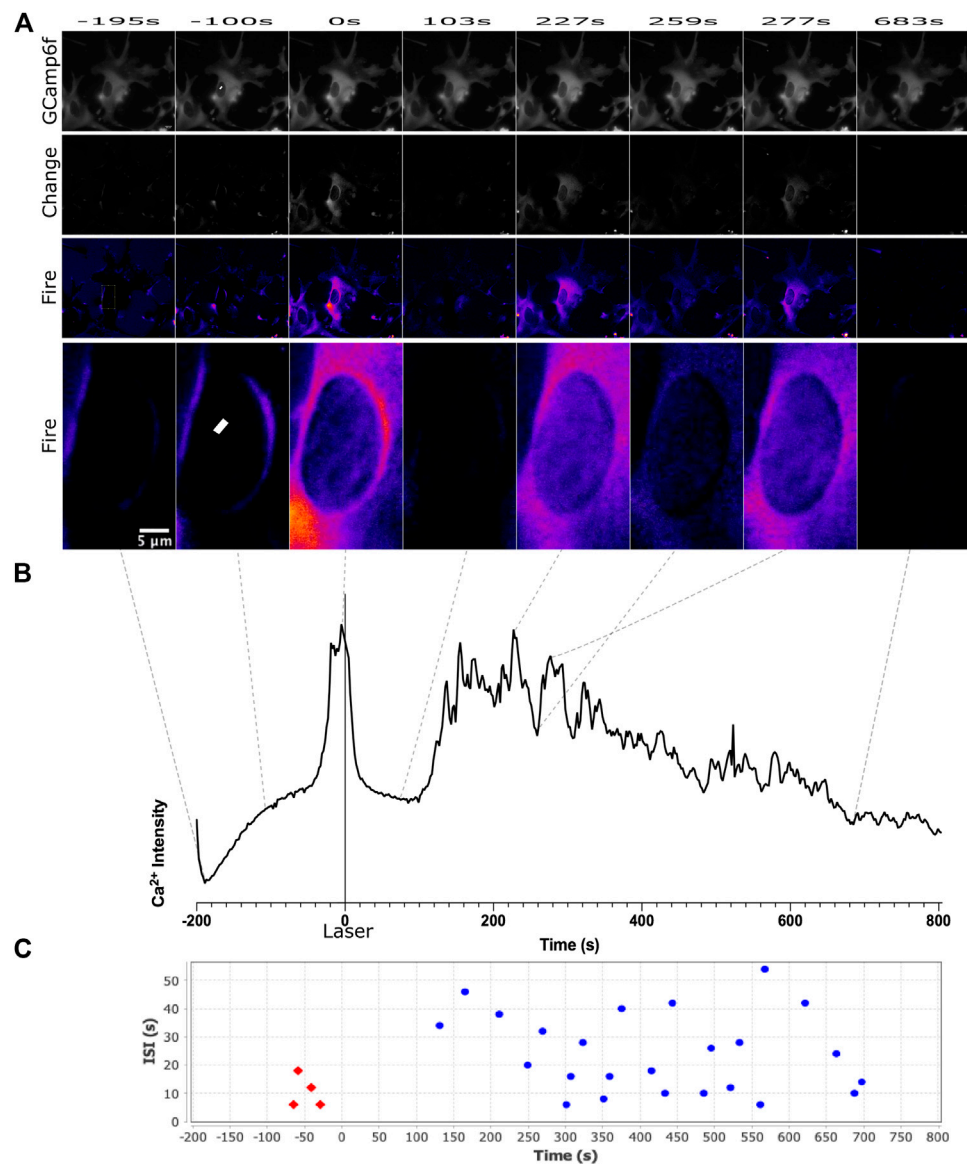 A
-195s -100s 0s 103s 227s 259s 277s 683s
GCamp6f
Change
Fire
Fire
5 µm
B
Ca²⁺ Intensity
-200 0 200 400 600 800
Laser
Time (s)
C
ISI (s)
50
40
30
20
10
0
-200 -150 -100 -50 0 50 100 150 200 250 300 350 400 450 500 550 600 650 700 750 800
Time (s)